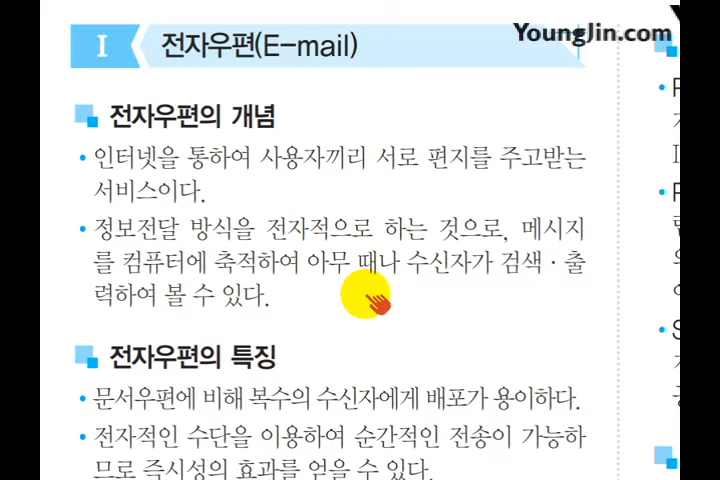 YoungJin.com
I 전자우편(E-mail)
전자우편의 개념
• 인터넷을 통하여 사용자끼리 서로 편지를 주고받는
서비스이다.
• 정보전달 방식을 전자적으로 하는 것으로, 메시지
를 컴퓨터에 축적하여 아무 때나 수신자가 검색·출
력하여 볼 수 있다.
전자우편의 특징
• 문서우편에 비해 복수의 수신자에게 배포가 용이하다.
• 전자적인 수단을 이용하여 순간적인 전송이 가능하
므로 즉시성의 효과를 얻을 수 있다.